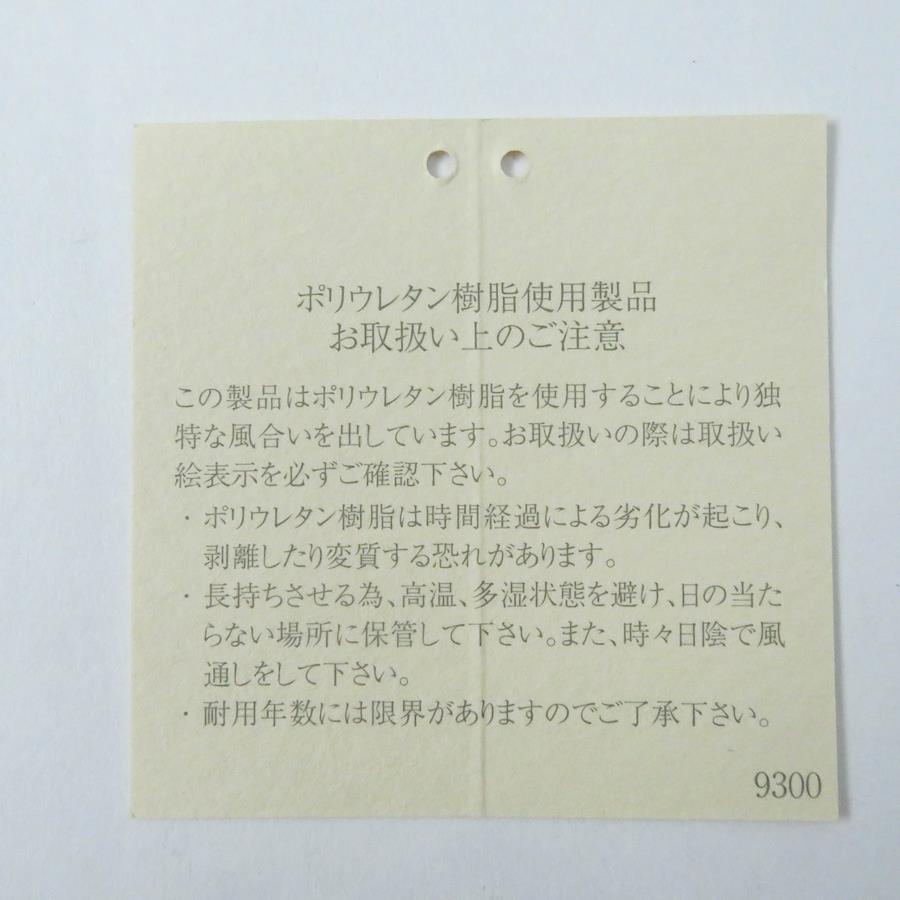 ポリウレタン樹脂使用製品
お取扱い上のご注意
この製品はポリウレタン樹脂を使用することにより独
特な風合いを出しています。お取扱いの際は取扱い
絵表示を必ずご確認下さい。
・ポリウレタン樹脂は時間経過による劣化が起こり、
剥離したり変質する恐れがあります。
・長持ちさせる為、高温、多湿状態を避け、日の当た
らない場所に保管して下さい。また、時々日陰で風
通しをして下さい。
・耐用年数には限界がありますのでご了承下さい。
9300